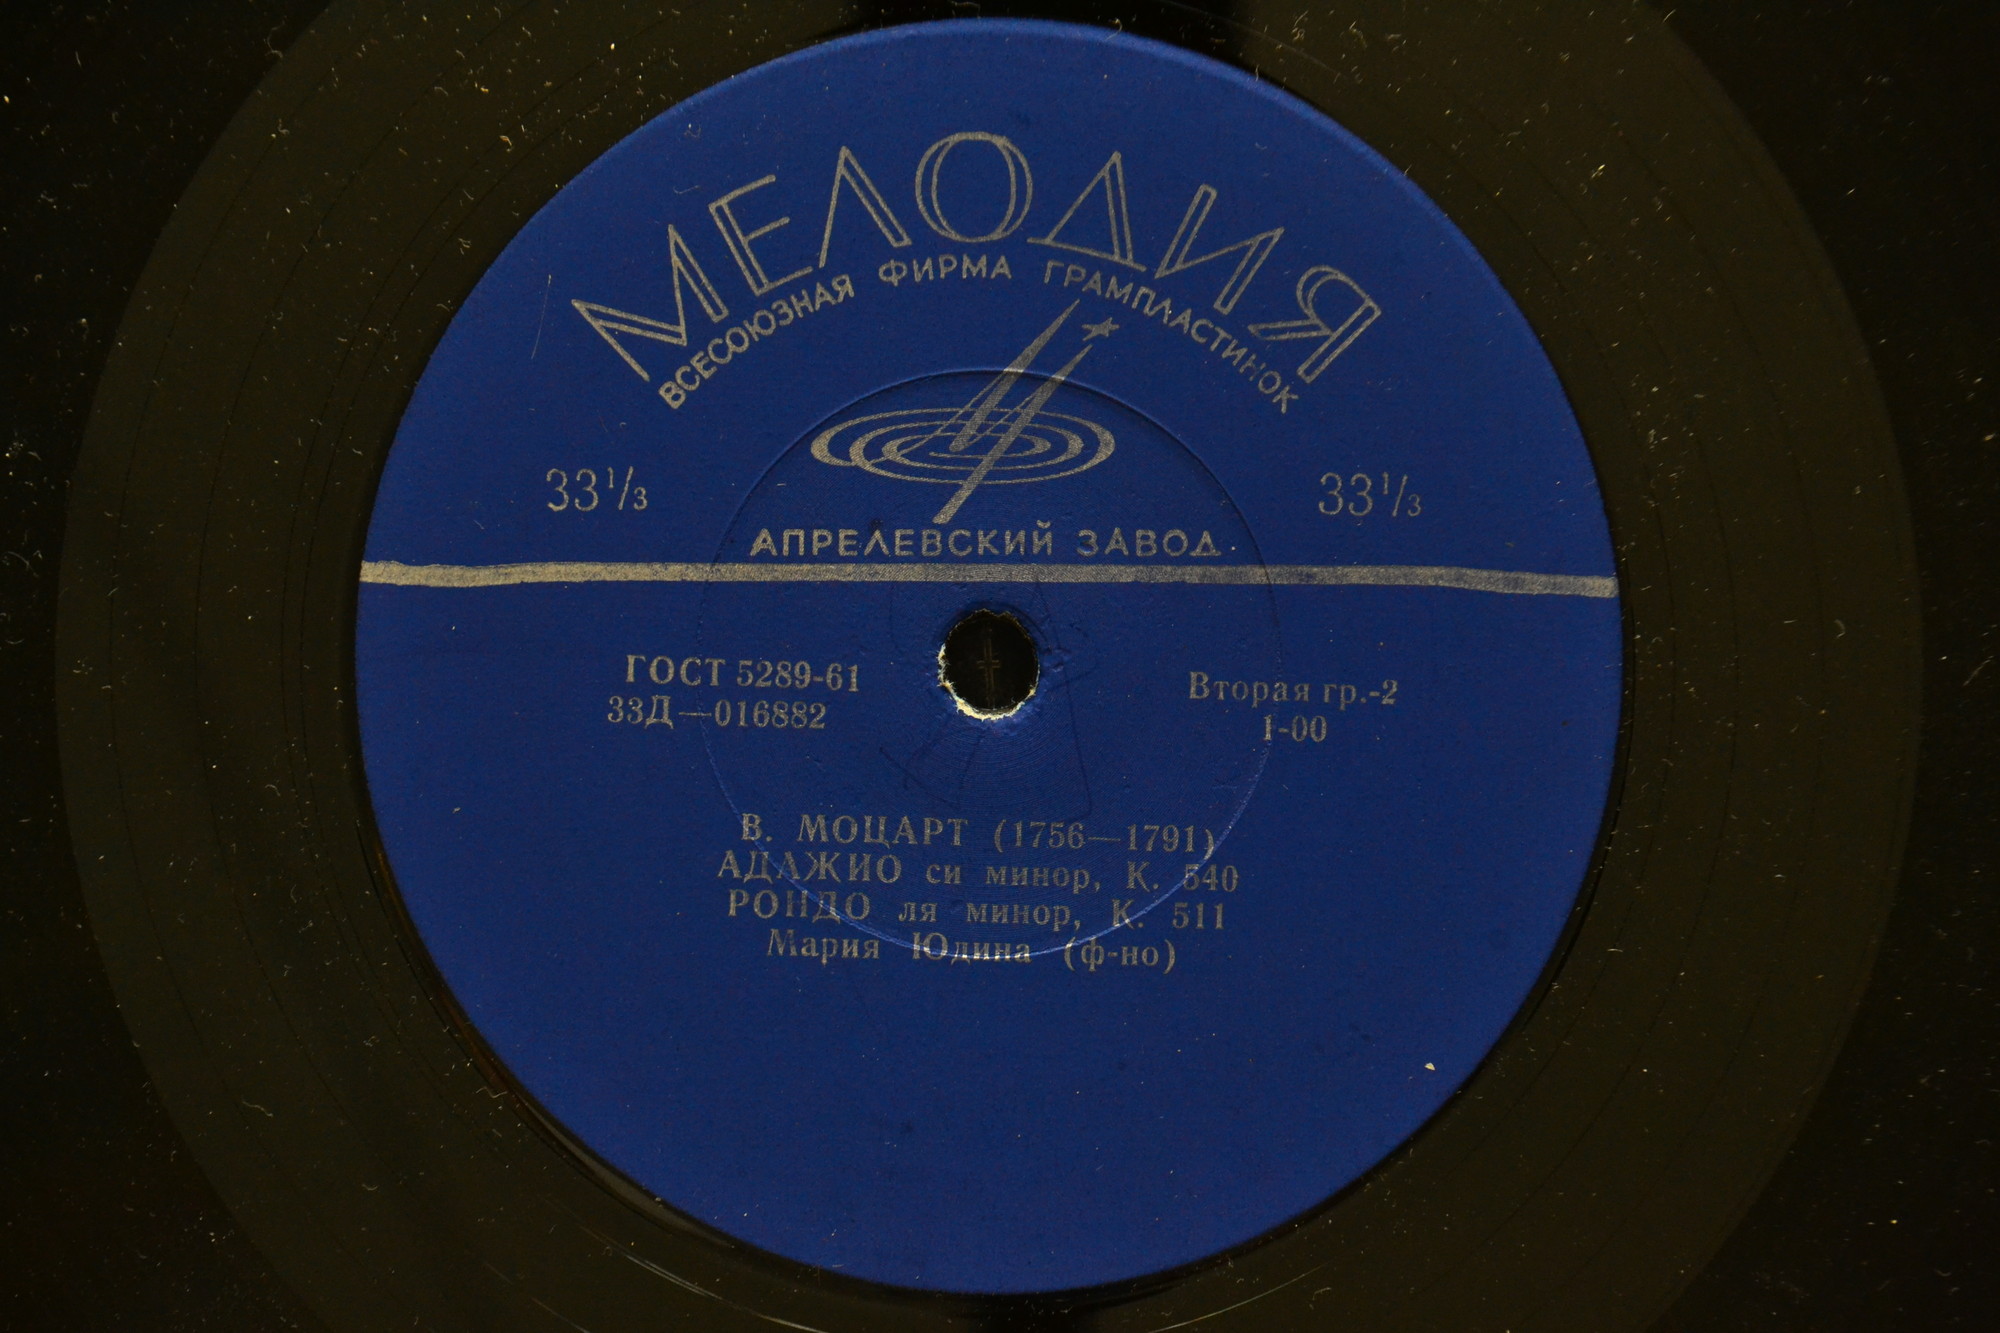 МЕЛОДИЯ
ВСЕСОЮЗНАЯ ФИРМА ГРАМПЛАСТИНОК
33⅓ 33⅓
АПРЕЛЕВСКИЙ ЗАВОД
ГОСТ 5289-61 Вторая гр.-2
33Д—016882 1-00
В. МОЦАРТ (1756—1791)
АДАЖИО си минор, К. 540
РОНДО ля минор, К. 511
Мария Юдина (ф-но)